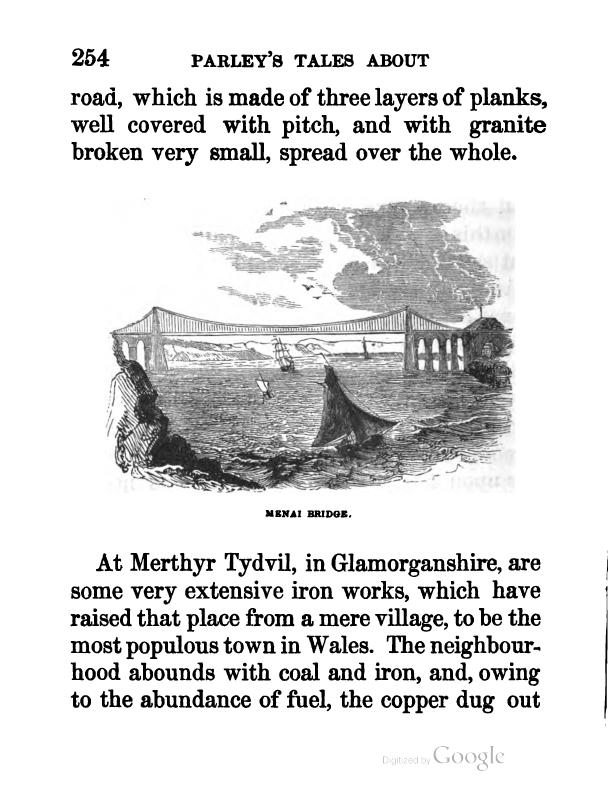 254 PARLEY'S TALES ABOUT
road, which is made of three layers of planks,
well covered with pitch, and with granite
broken very small, spread over the whole.
MENAI BRIDGE.
At Merthyr Tydvil, in Glamorganshire, are
some very extensive iron works, which have
raised that place from a mere village, to be the
most populous town in Wales. The neighbour-
hood abounds with coal and iron, and, owing
to the abundance of fuel, the copper dug out
Digitized by Google